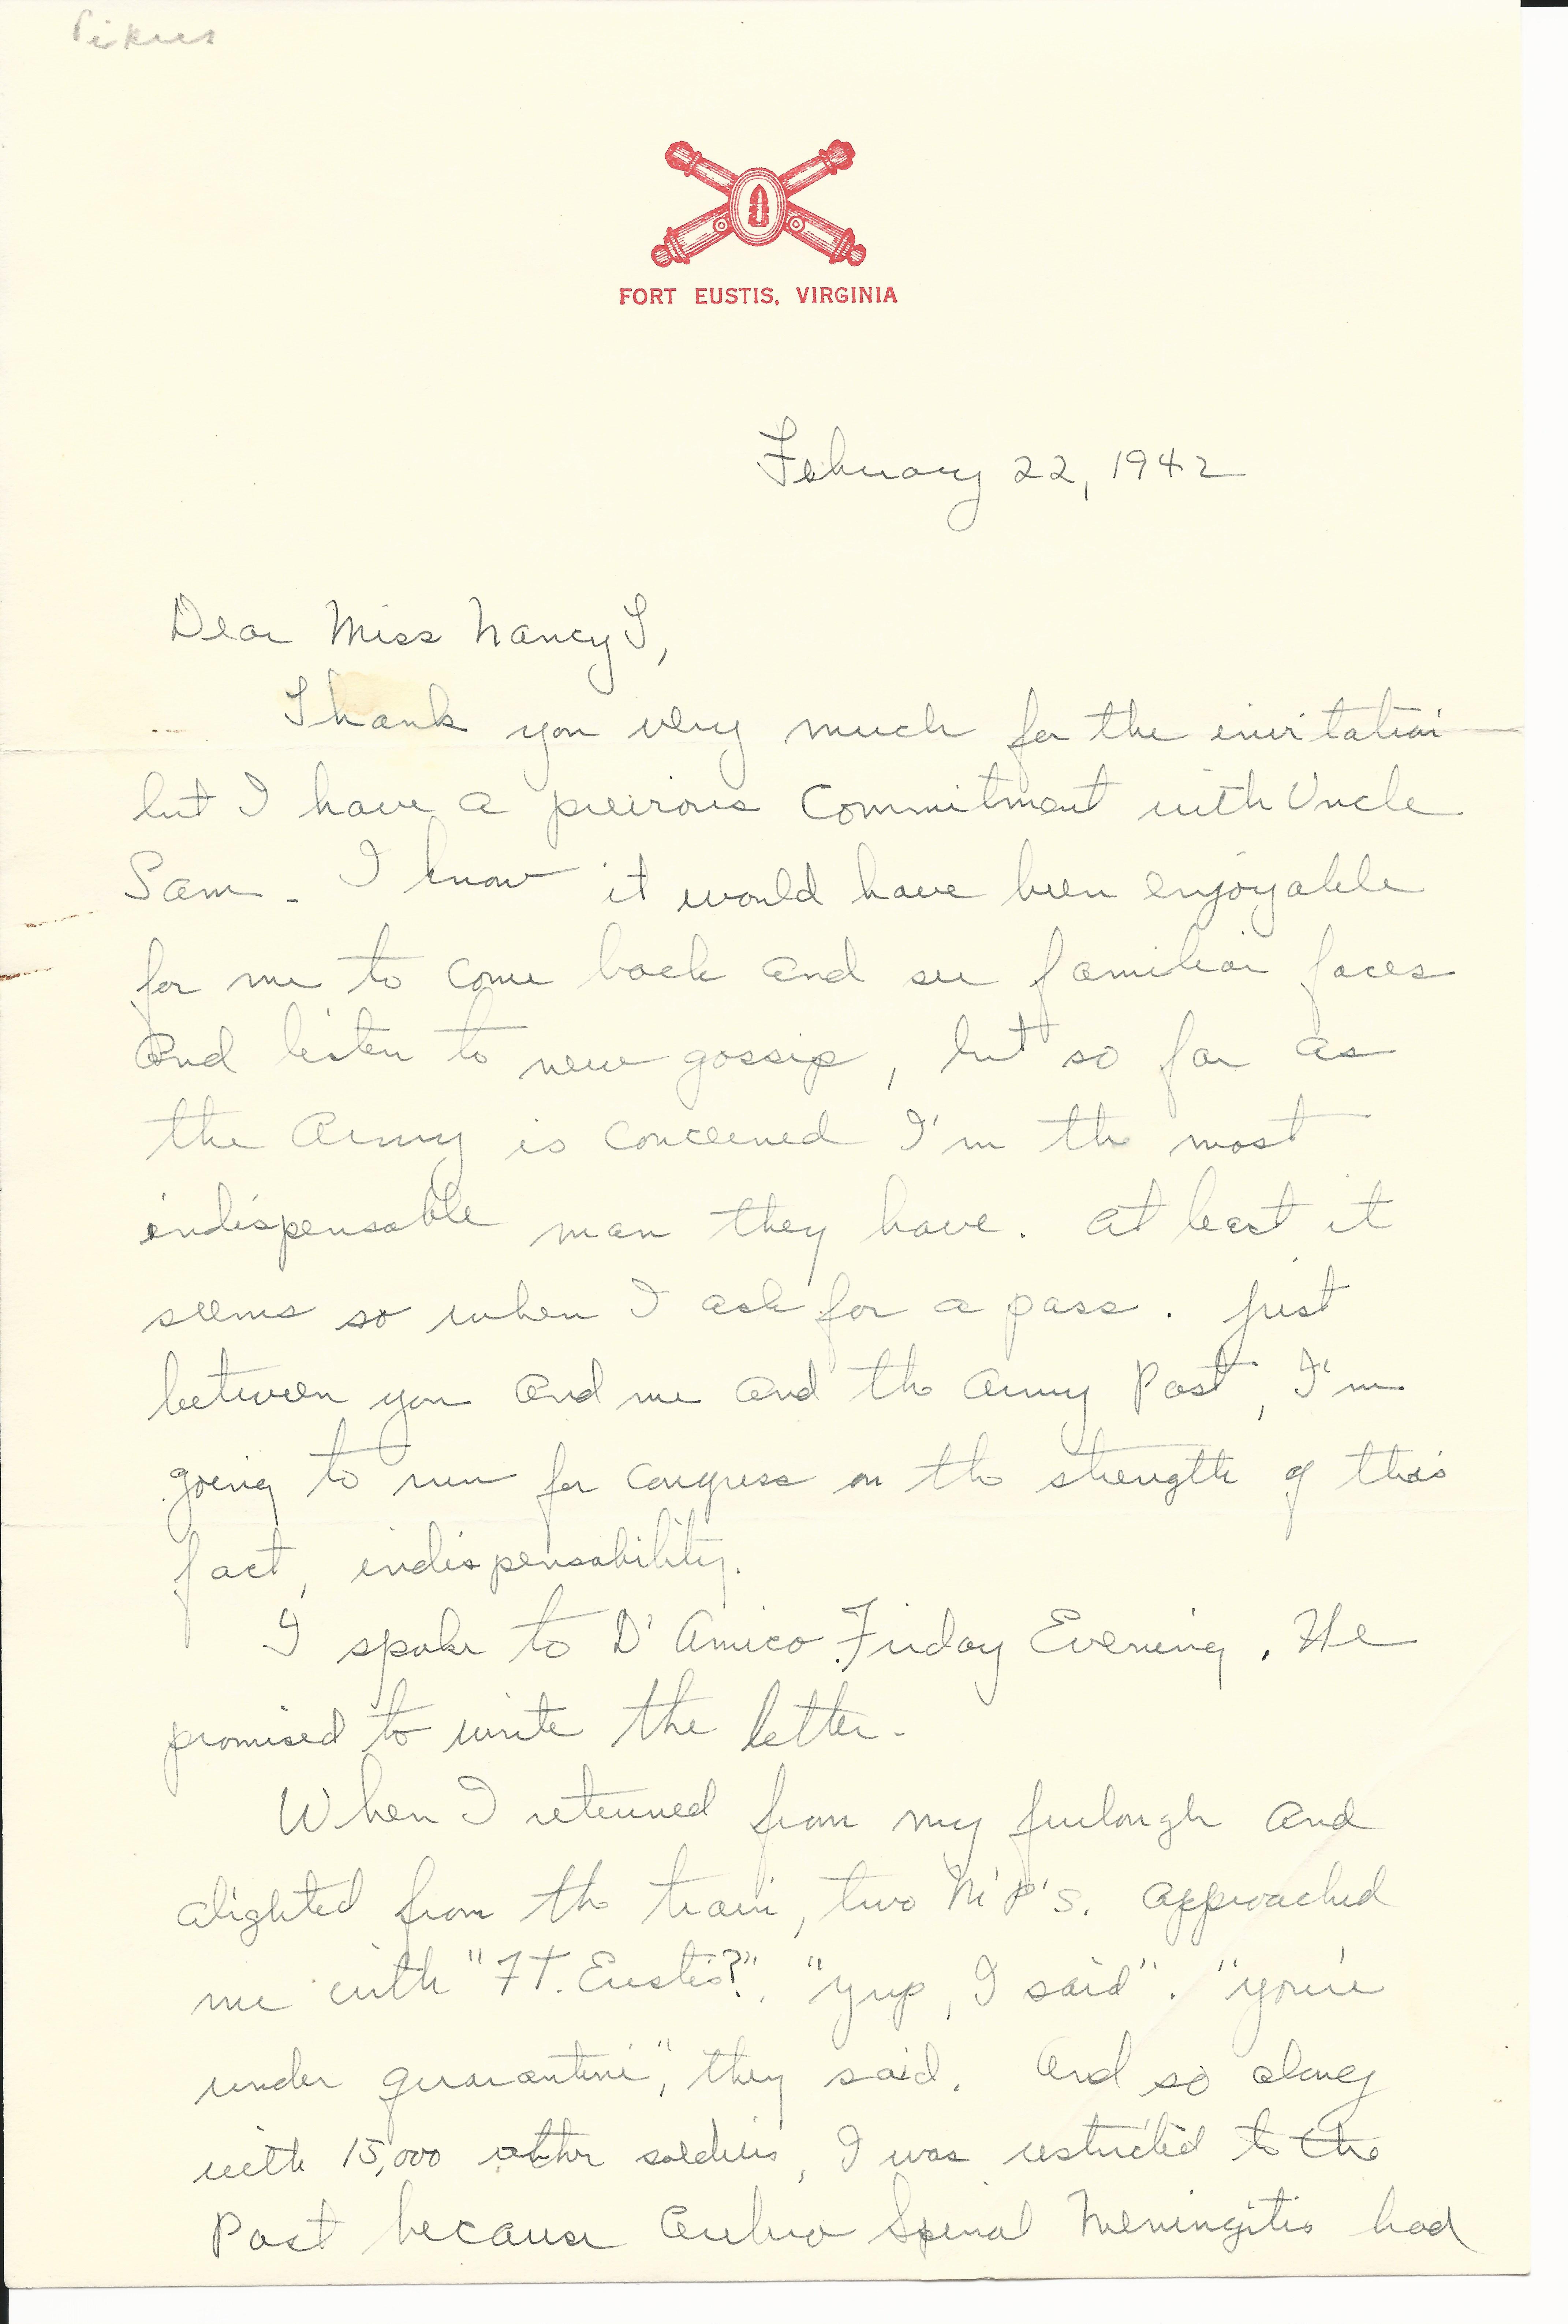 Pikus
FORT EUSTIS, VIRGINIA
February 22, 1942
Dear Miss Nancy T,
Thank you very much for the invitation
but I have a previous commitment with Uncle
Sam. I know it would have been enjoyable
for me to come back and see familiar faces
and listen to new gossip, but so far as
the Army is concerned I'm the most
indispensable man they have. At least it
seems so when I ask for a pass. Just
between you and me and the Army Post, I'm
going to run for Congress on the strength of this
fact, indispensability.
I spoke to D'Amico Friday Evening. He
promised to write the letter.
When I returned from my furlough and
alighted from the train, two M'P's. approached
me with "FT. Eustis?". "Yup, I said". "You're
under quarantine", they said. And so along
with 15,000 other soldiers, I was restricted to the
Post because Cerebro Spinal Meningitis had